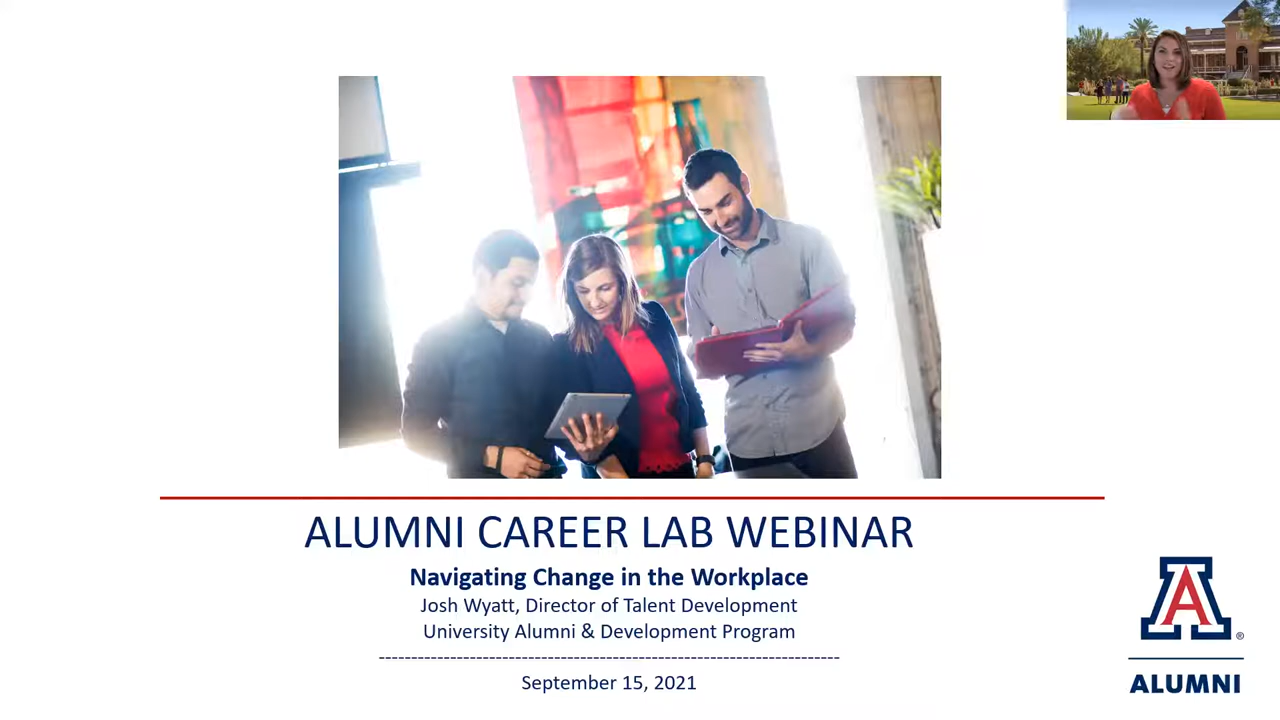 ALUMNI CAREER LAB WEBINAR
Navigating Change in the Workplace
Josh Wyatt, Director of Talent Development
University Alumni & Development Program
-----------------------------------------------------------------------
September 15, 2021
A®
ALUMNI